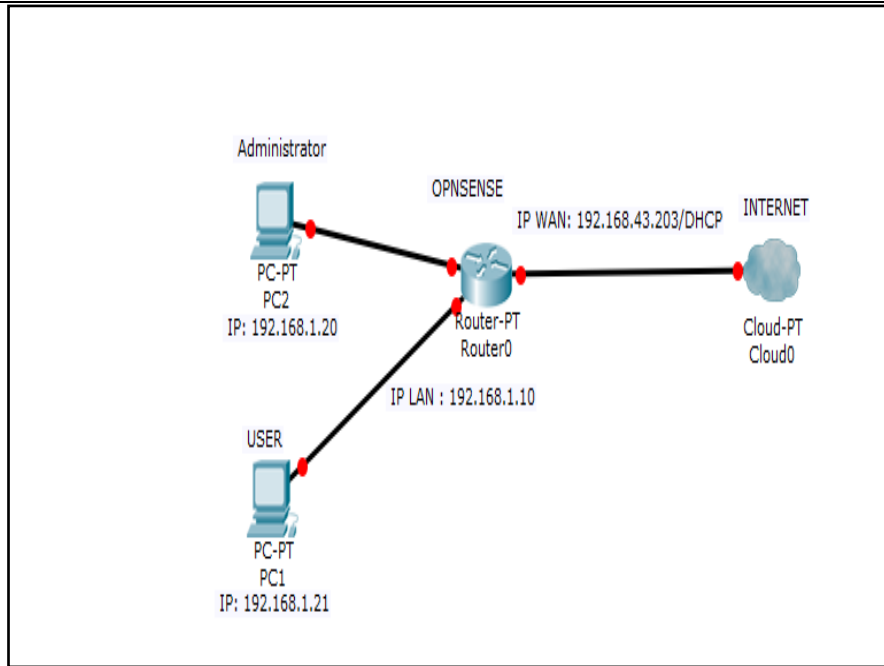 Administrator
PC-PT
PC2
IP: 192.168.1.20
OPNSENSE
IP WAN: 192.168.43.203/DHCP
INTERNET
Router-PT
Router0
Cloud-PT
Cloud0
IP LAN : 192.168.1.10
USER
PC-PT
PC1
IP: 192.168.1.21